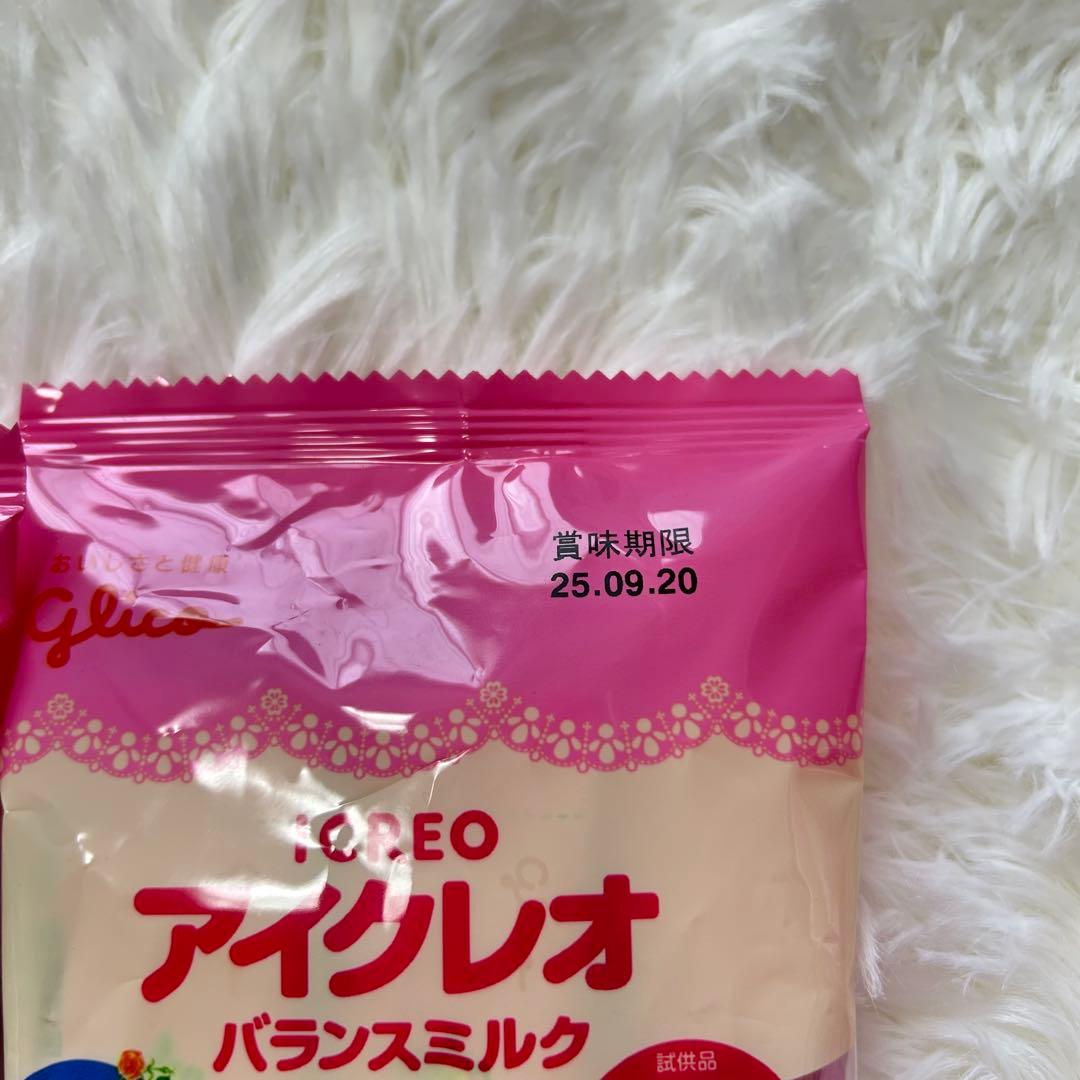 賞味期限
25.09.20
おいしさと健康
Glico
ICREO
アイクレオ
バランスミルク
試供品